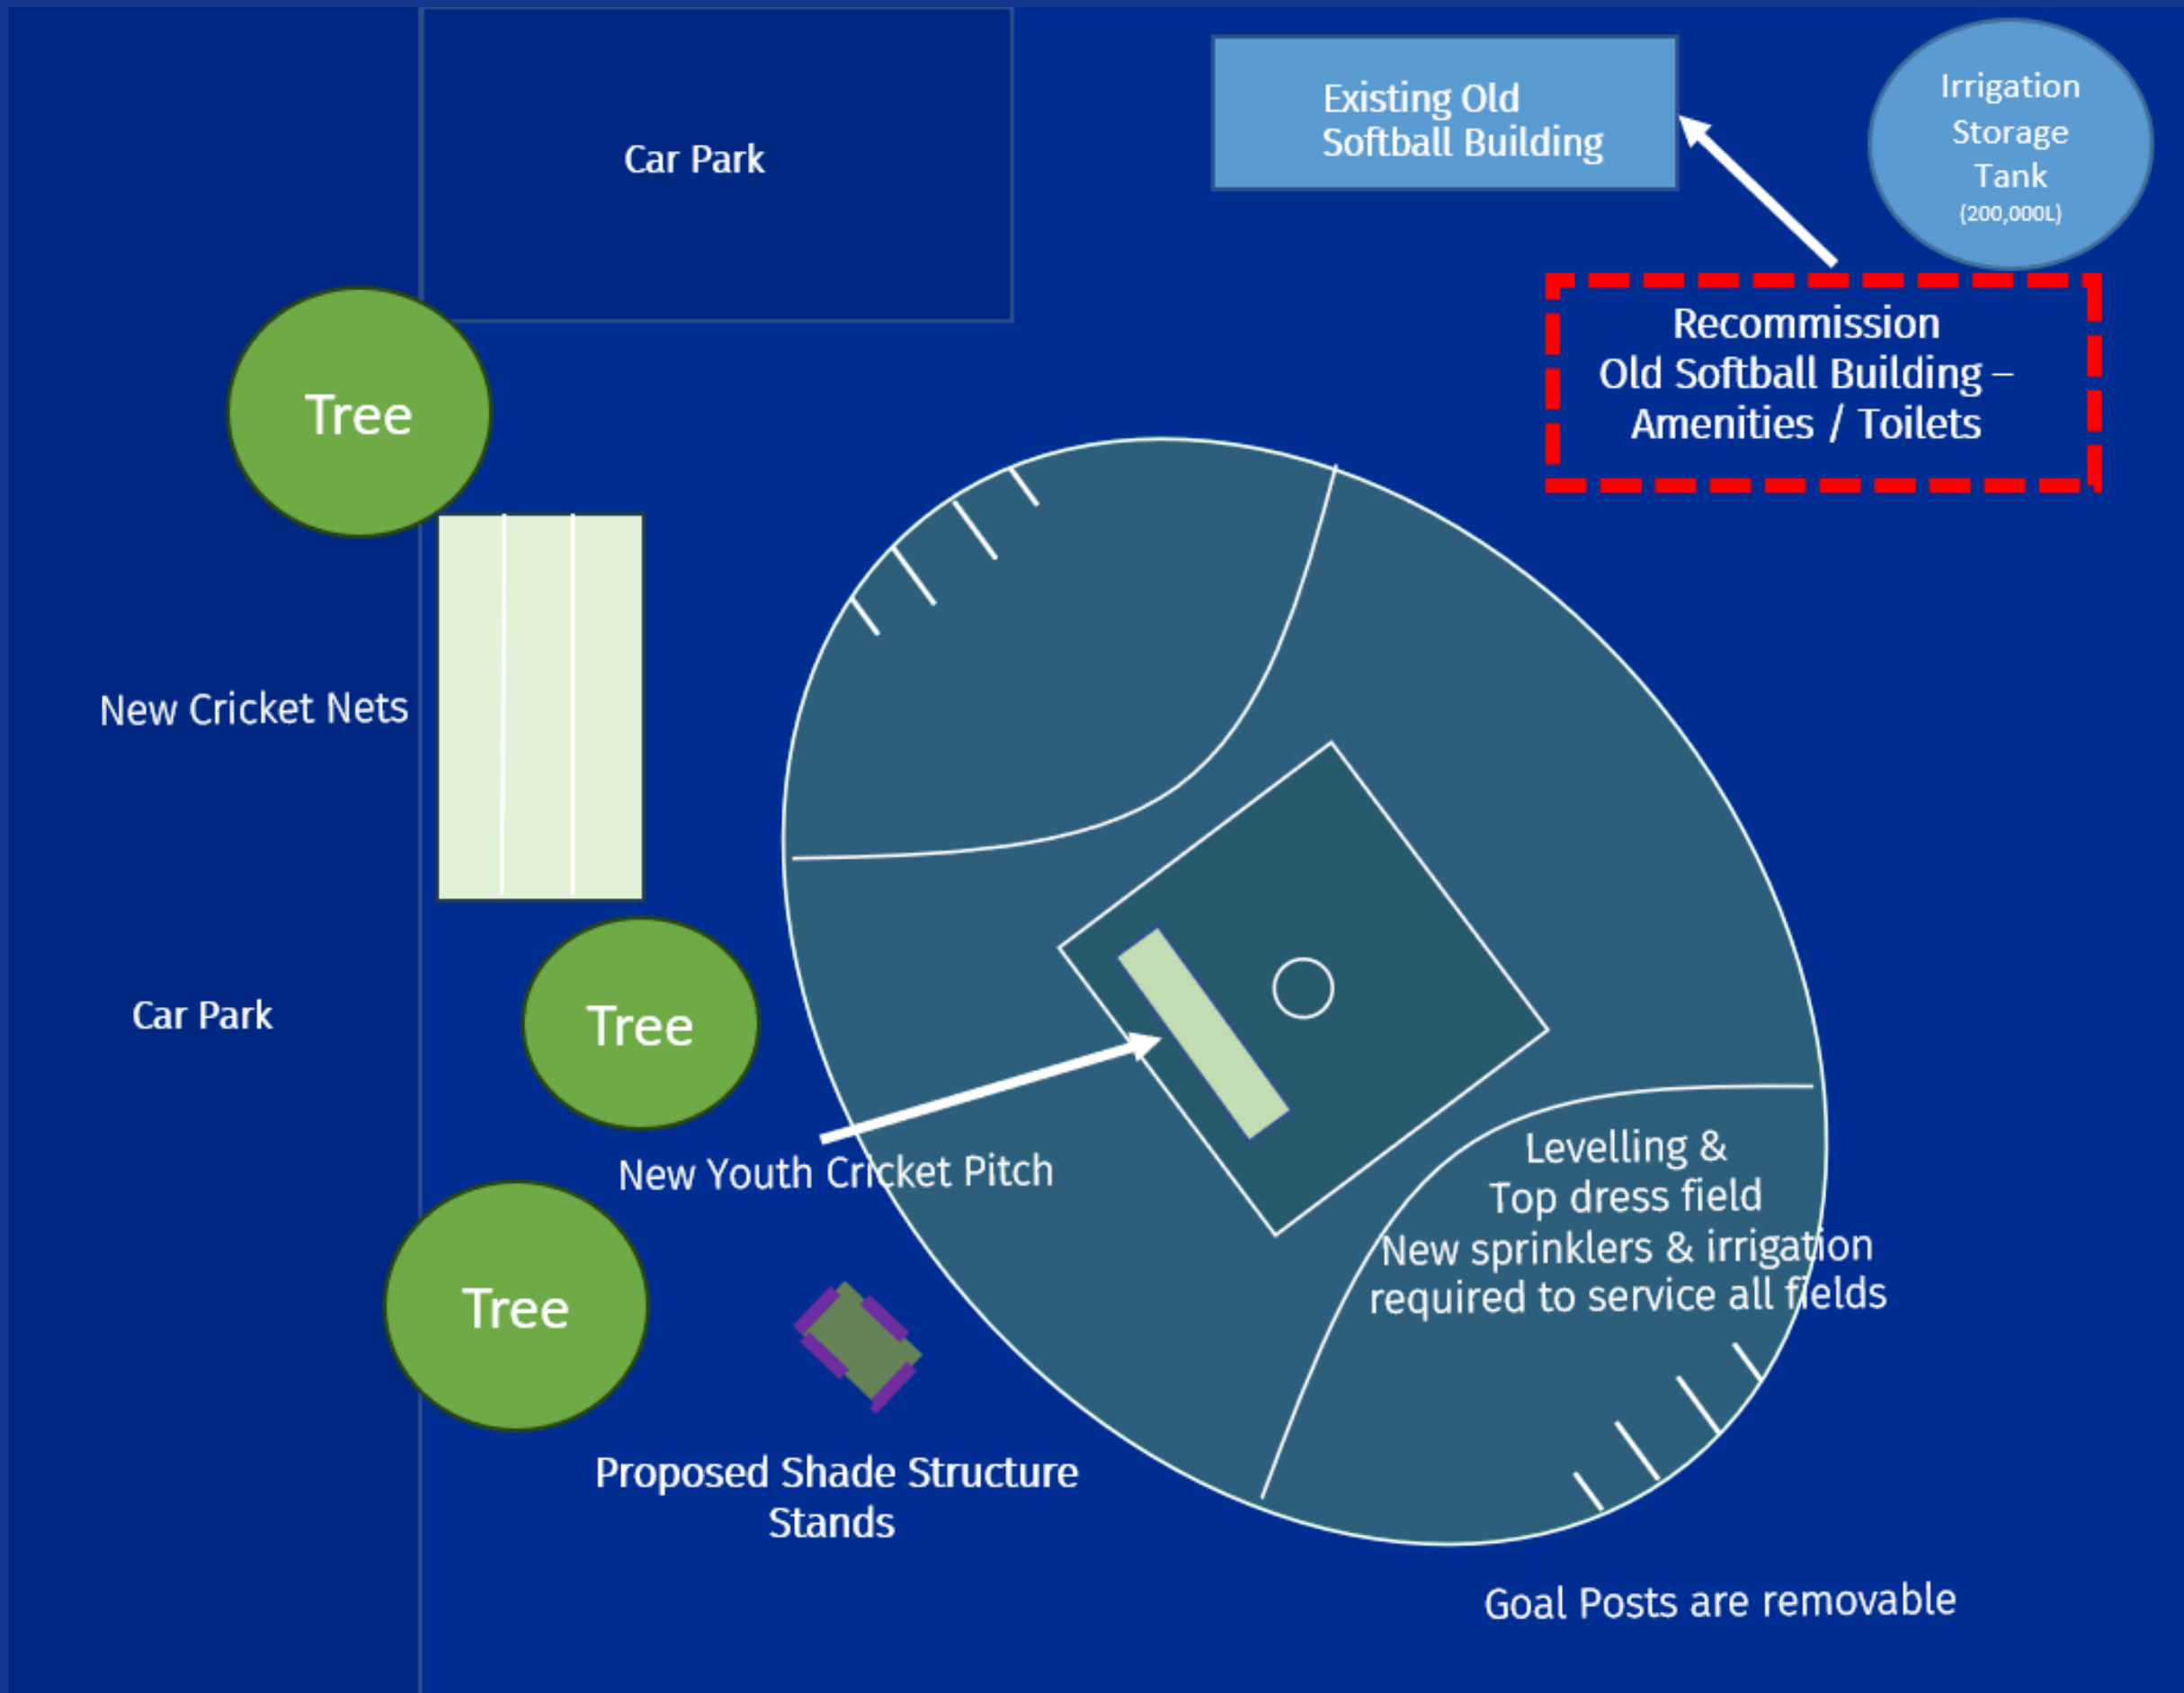 Car Park
Existing Old
Softball Building
Irrigation
Storage
Tank
(200,000L)
Recommission
Old Softball Building –
Amenities / Toilets
Tree
New Cricket Nets
Car Park
Tree
New Youth Cricket Pitch
Levelling &
Top dress field
New sprinklers & irrigation
required to service all fields
Tree
Proposed Shade Structure
Stands
Goal Posts are removable